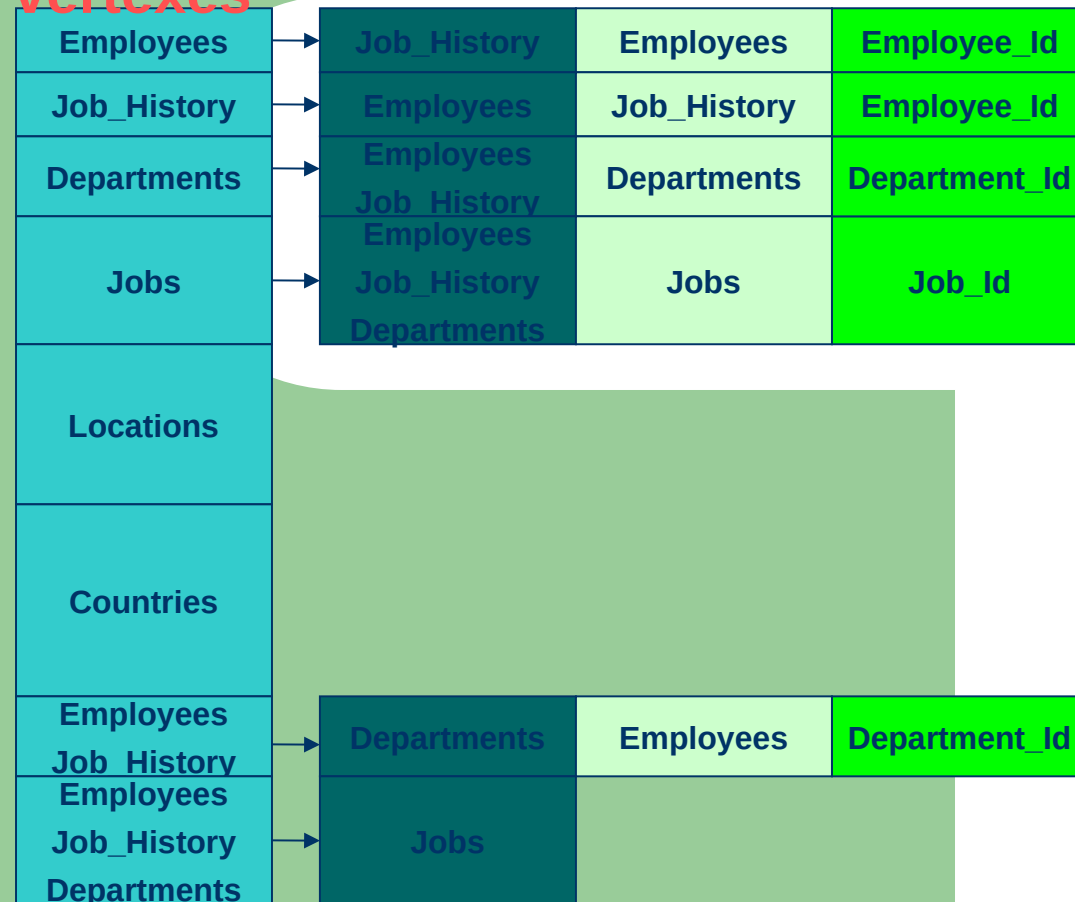 Vertexes
Employees Job_History Employees Employee_Id
Job_History Employees Job_History Employee_Id
Departments Employees Departments Department_Id
Job_History
Jobs Employees Jobs Job_Id
Job_History
Departments
Locations
Countries
Employees Departments Employees Department_Id
Job_History
Employees Jobs
Job_History
Departments